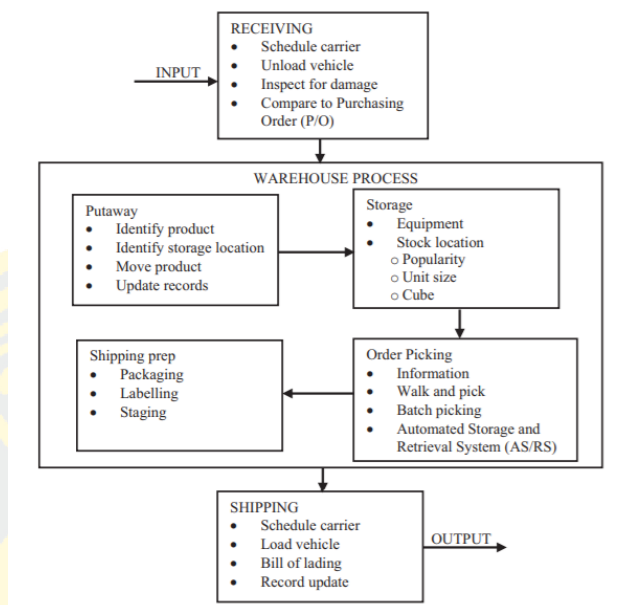 RECEIVING
• Schedule carrier
• Unload vehicle
• Inspect for damage
• Compare to Purchasing
Order (P/O)
INPUT
WAREHOUSE PROCESS
Putaway
• Identify product
• Identify storage location
• Move product
• Update records
Storage
• Equipment
• Stock location
o Popularity
o Unit size
o Cube
Order Picking
• Information
• Walk and pick
• Batch picking
• Automated Storage and
Retrieval System (AS/RS)
Shipping prep
• Packaging
• Labelling
• Staging
SHIPPING
• Schedule carrier
• Load vehicle
• Bill of lading
• Record update
OUTPUT